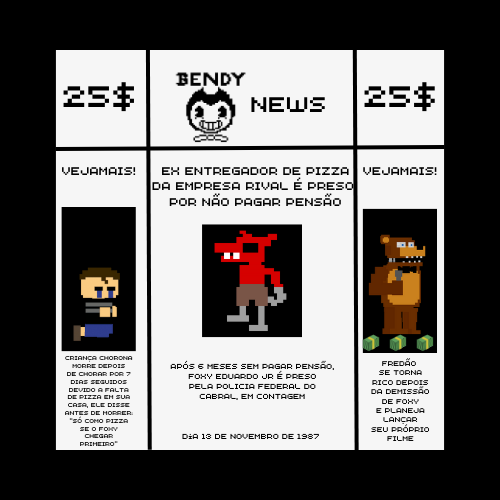 25$
BENDY
NEWS
25$
VEJAMAIS!
CRIANÇA CHORONA
MORRE DEPOIS
DE CHORAR POR 7
DIAS SEGUIDOS
DEVIDO A FALTA
DE PIZZA EM SUA
CASA, ELE DISSE
ANTES DE MORRER:
"SÓ COMO PIZZA
SE O FOXY
CHEGAR
PRIMEIRO"
EX ENTREGADOR DE PIZZA
DA EMPRESA RIVAL É PRESO
POR NÃO PAGAR PENSÃO
APÓS 6 MESES SEM PAGAR PENSÃO,
FOXY EDUARDO JR É PRESO
PELA POLICIA FEDERAL DO
CABRAL, EM CONTAGEM
DIA 13 DE NOVEMBRO DE 1987
VEJAMAIS!
FREDÃO
SE TORNA
RICO DEPOIS
DA DEMISSÃO
DE FOXY
E PLANEJA
LANÇAR
SEU PRÓPRIO
FILME